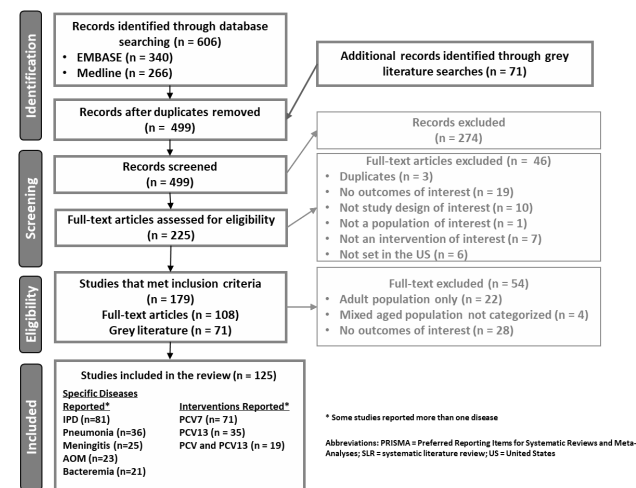 Identification
Records identified through database
searching (n = 606)
• EMBASE (n = 340)
• Medline (n = 266)
Additional records identified through grey
literature searches (n = 71)
Records after duplicates removed
(n = 499)
Records excluded
(n = 274)
Screening
Records screened
(n = 499)
Full-text articles excluded (n = 46)
• Duplicates (n = 3)
• No outcomes of interest (n = 19)
• Not study design of interest (n = 10)
• Not a population of interest (n = 1)
• Not an intervention of interest (n = 7)
• Not set in the US (n = 6)
Full-text articles assessed for eligibility
(n = 225)
Eligibility
Studies that met inclusion criteria
(n = 179)
Full-text articles (n = 108)
Grey literature (n = 71)
Full-text excluded (n = 54)
• Adult population only (n = 22)
• Mixed aged population not categorized (n = 4)
• No outcomes of interest (n = 28)
Included
Studies included in the review (n = 125)
Specific Diseases
Reported*
IPD (n=81)
Pneumonia (n=36)
Meningitis (n=25)
AOM (n=23)
Bacteremia (n=21)
Interventions Reported*
PCV7 (n = 71)
PCV13 (n = 35)
PCV and PCV13 (n = 19)
* Some studies reported more than one disease
Abbreviations: PRISMA = Preferred Reporting Items for Systematic Reviews and Meta-
Analyses; SLR = systematic literature review; US = United States